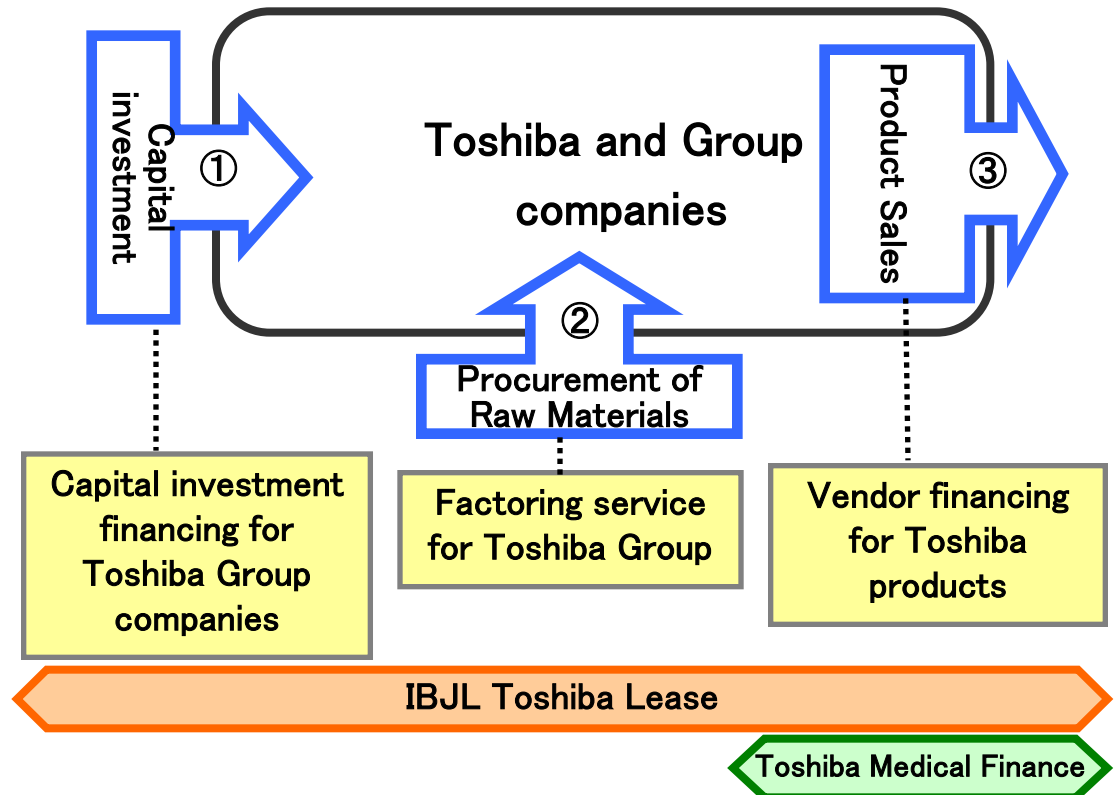 Capital
investment
①
Toshiba and Group
companies
Product Sales
③
②
Procurement of
Raw Materials
Capital investment
financing for
Toshiba Group
companies
Factoring service
for Toshiba Group
Vendor financing
for Toshiba
products
IBJL Toshiba Lease
Toshiba Medical Finance